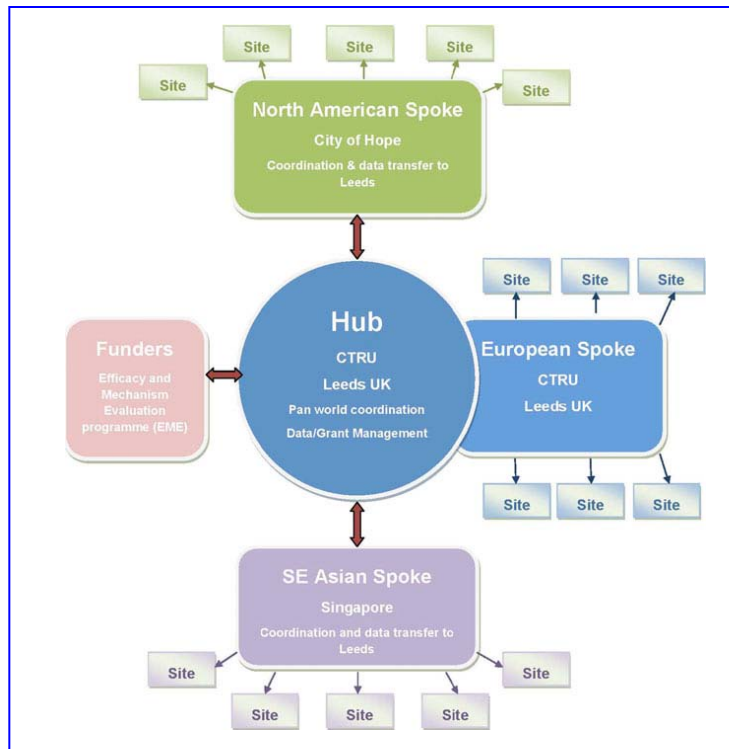 Site
Site
Site
Site
Site
North American Spoke
City of Hope
Coordination & data transfer to
Leeds
Hub
CTRU
Leeds UK
Pan world coordination
Data/Grant Management
Funders
Efficacy and
Mechanism
Evaluation
programme (EME)
Site
Site
Site
European Spoke
CTRU
Leeds UK
Site
Site
Site
SE Asian Spoke
Singapore
Coordination and data transfer to
Leeds
Site
Site
Site
Site
Site